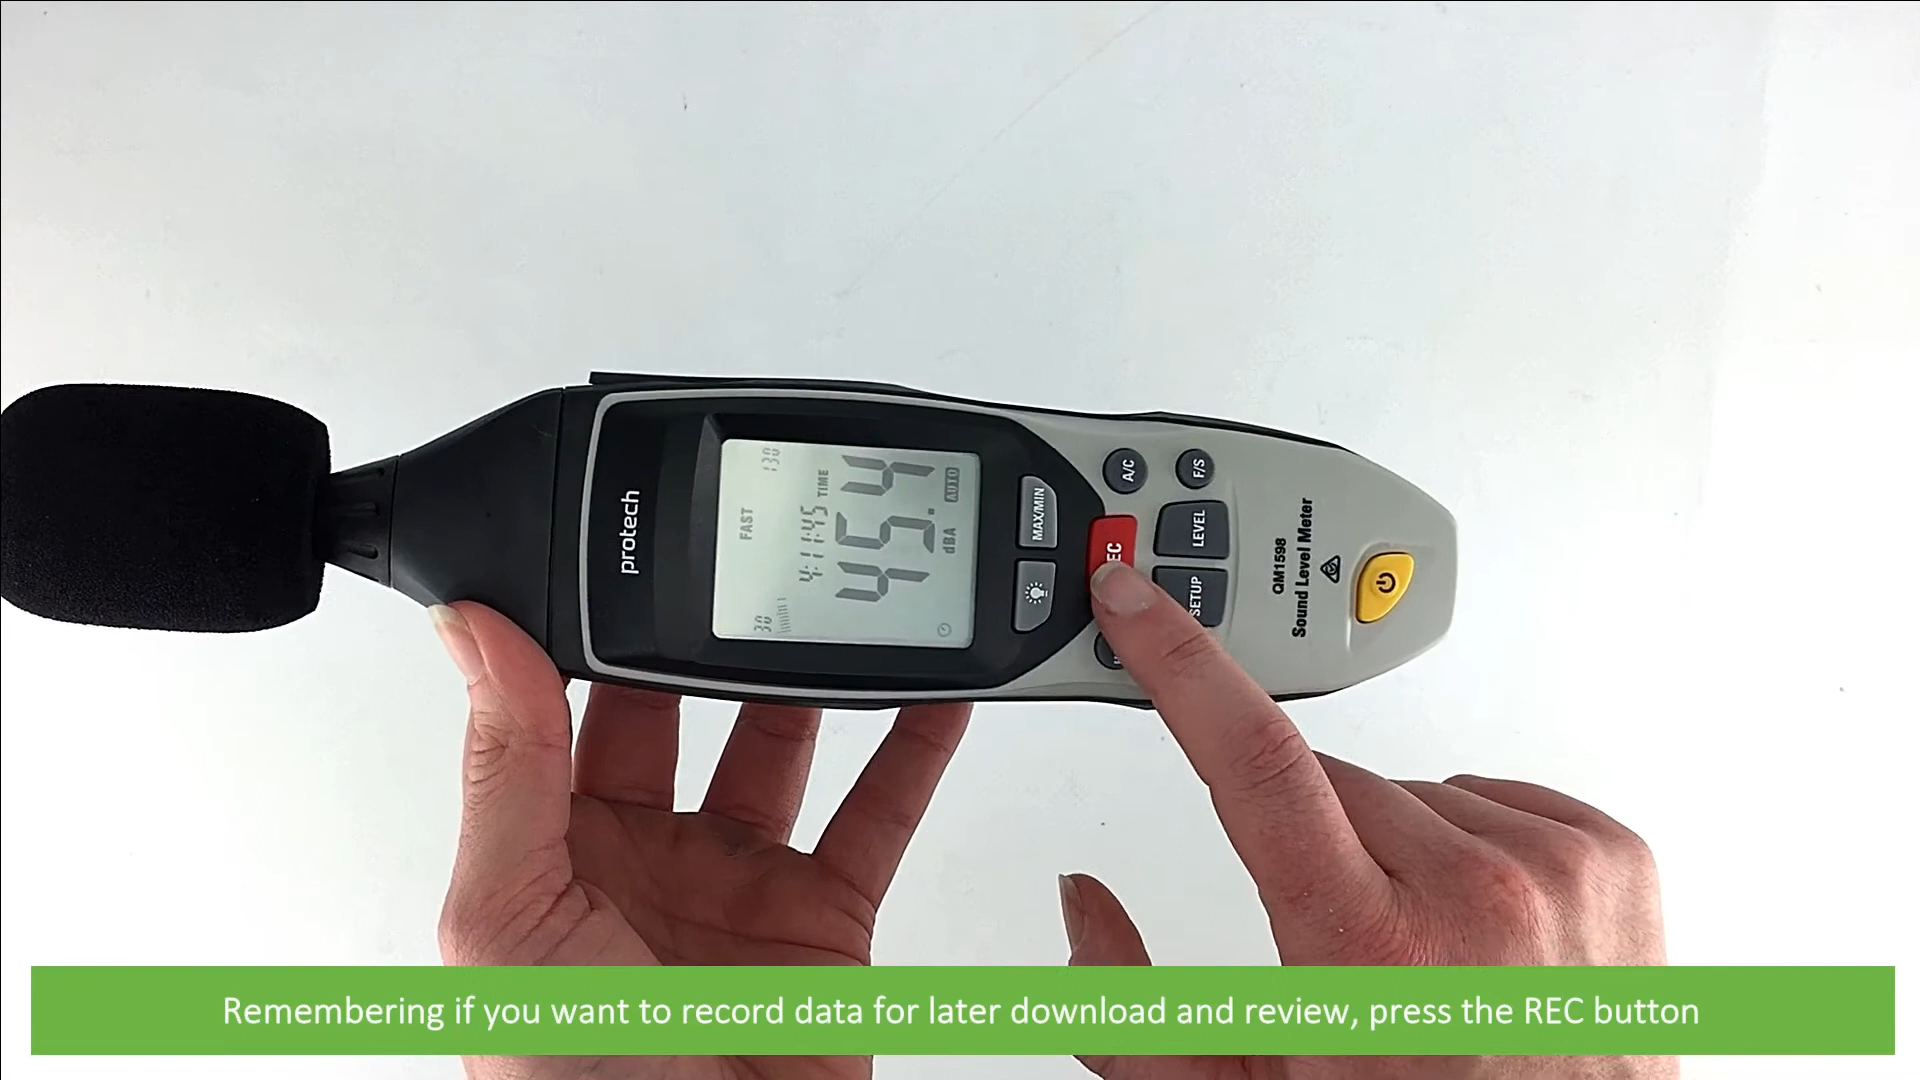 protech
30
130
FAST
4:11:45 TIME
45.4
dBA
AUTO
MAX/MIN
A/C
F/S
EC
LEVEL
SETUP
QM1598
Sound Level Meter
Remembering if you want to record data for later download and review, press the REC button